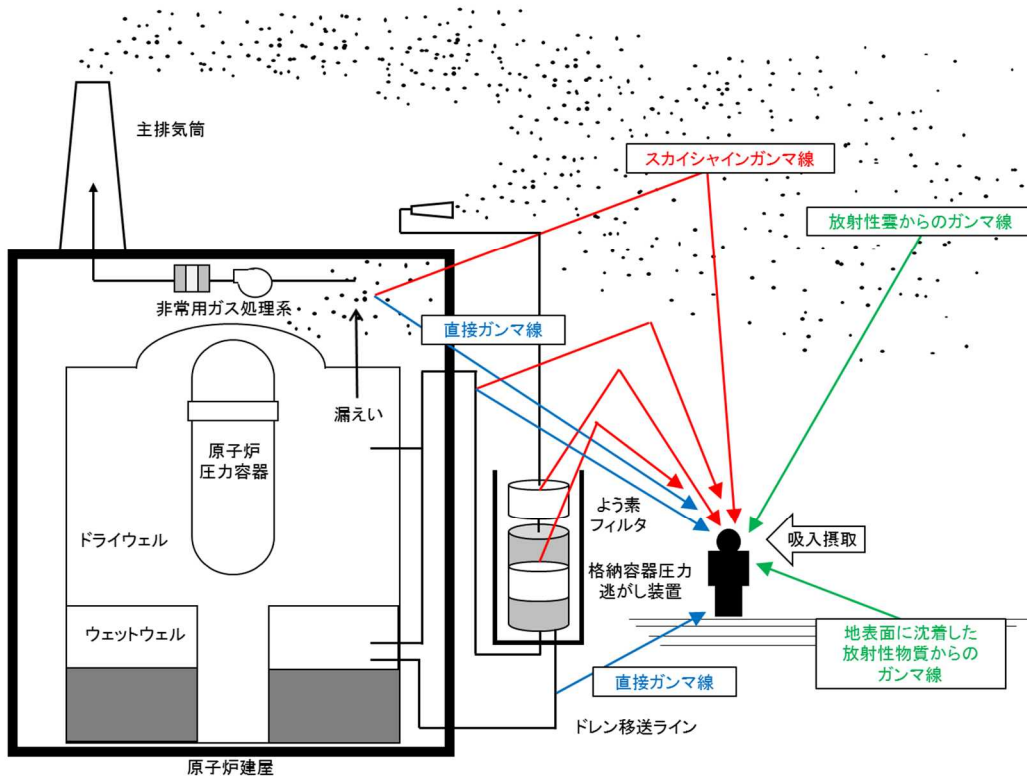 主排気筒
スカイシャインガンマ線
放射性雲からのガンマ線
非常用ガス処理系
直接ガンマ線
漏えい
原子炉
圧力容器
よう素
フィルタ
吸入摂取
ドライウェル
格納容器圧力
逃がし装置
ウェットウェル
地表面に沈着した
放射性物質からの
ガンマ線
直接ガンマ線
ドレン移送ライン
原子炉建屋